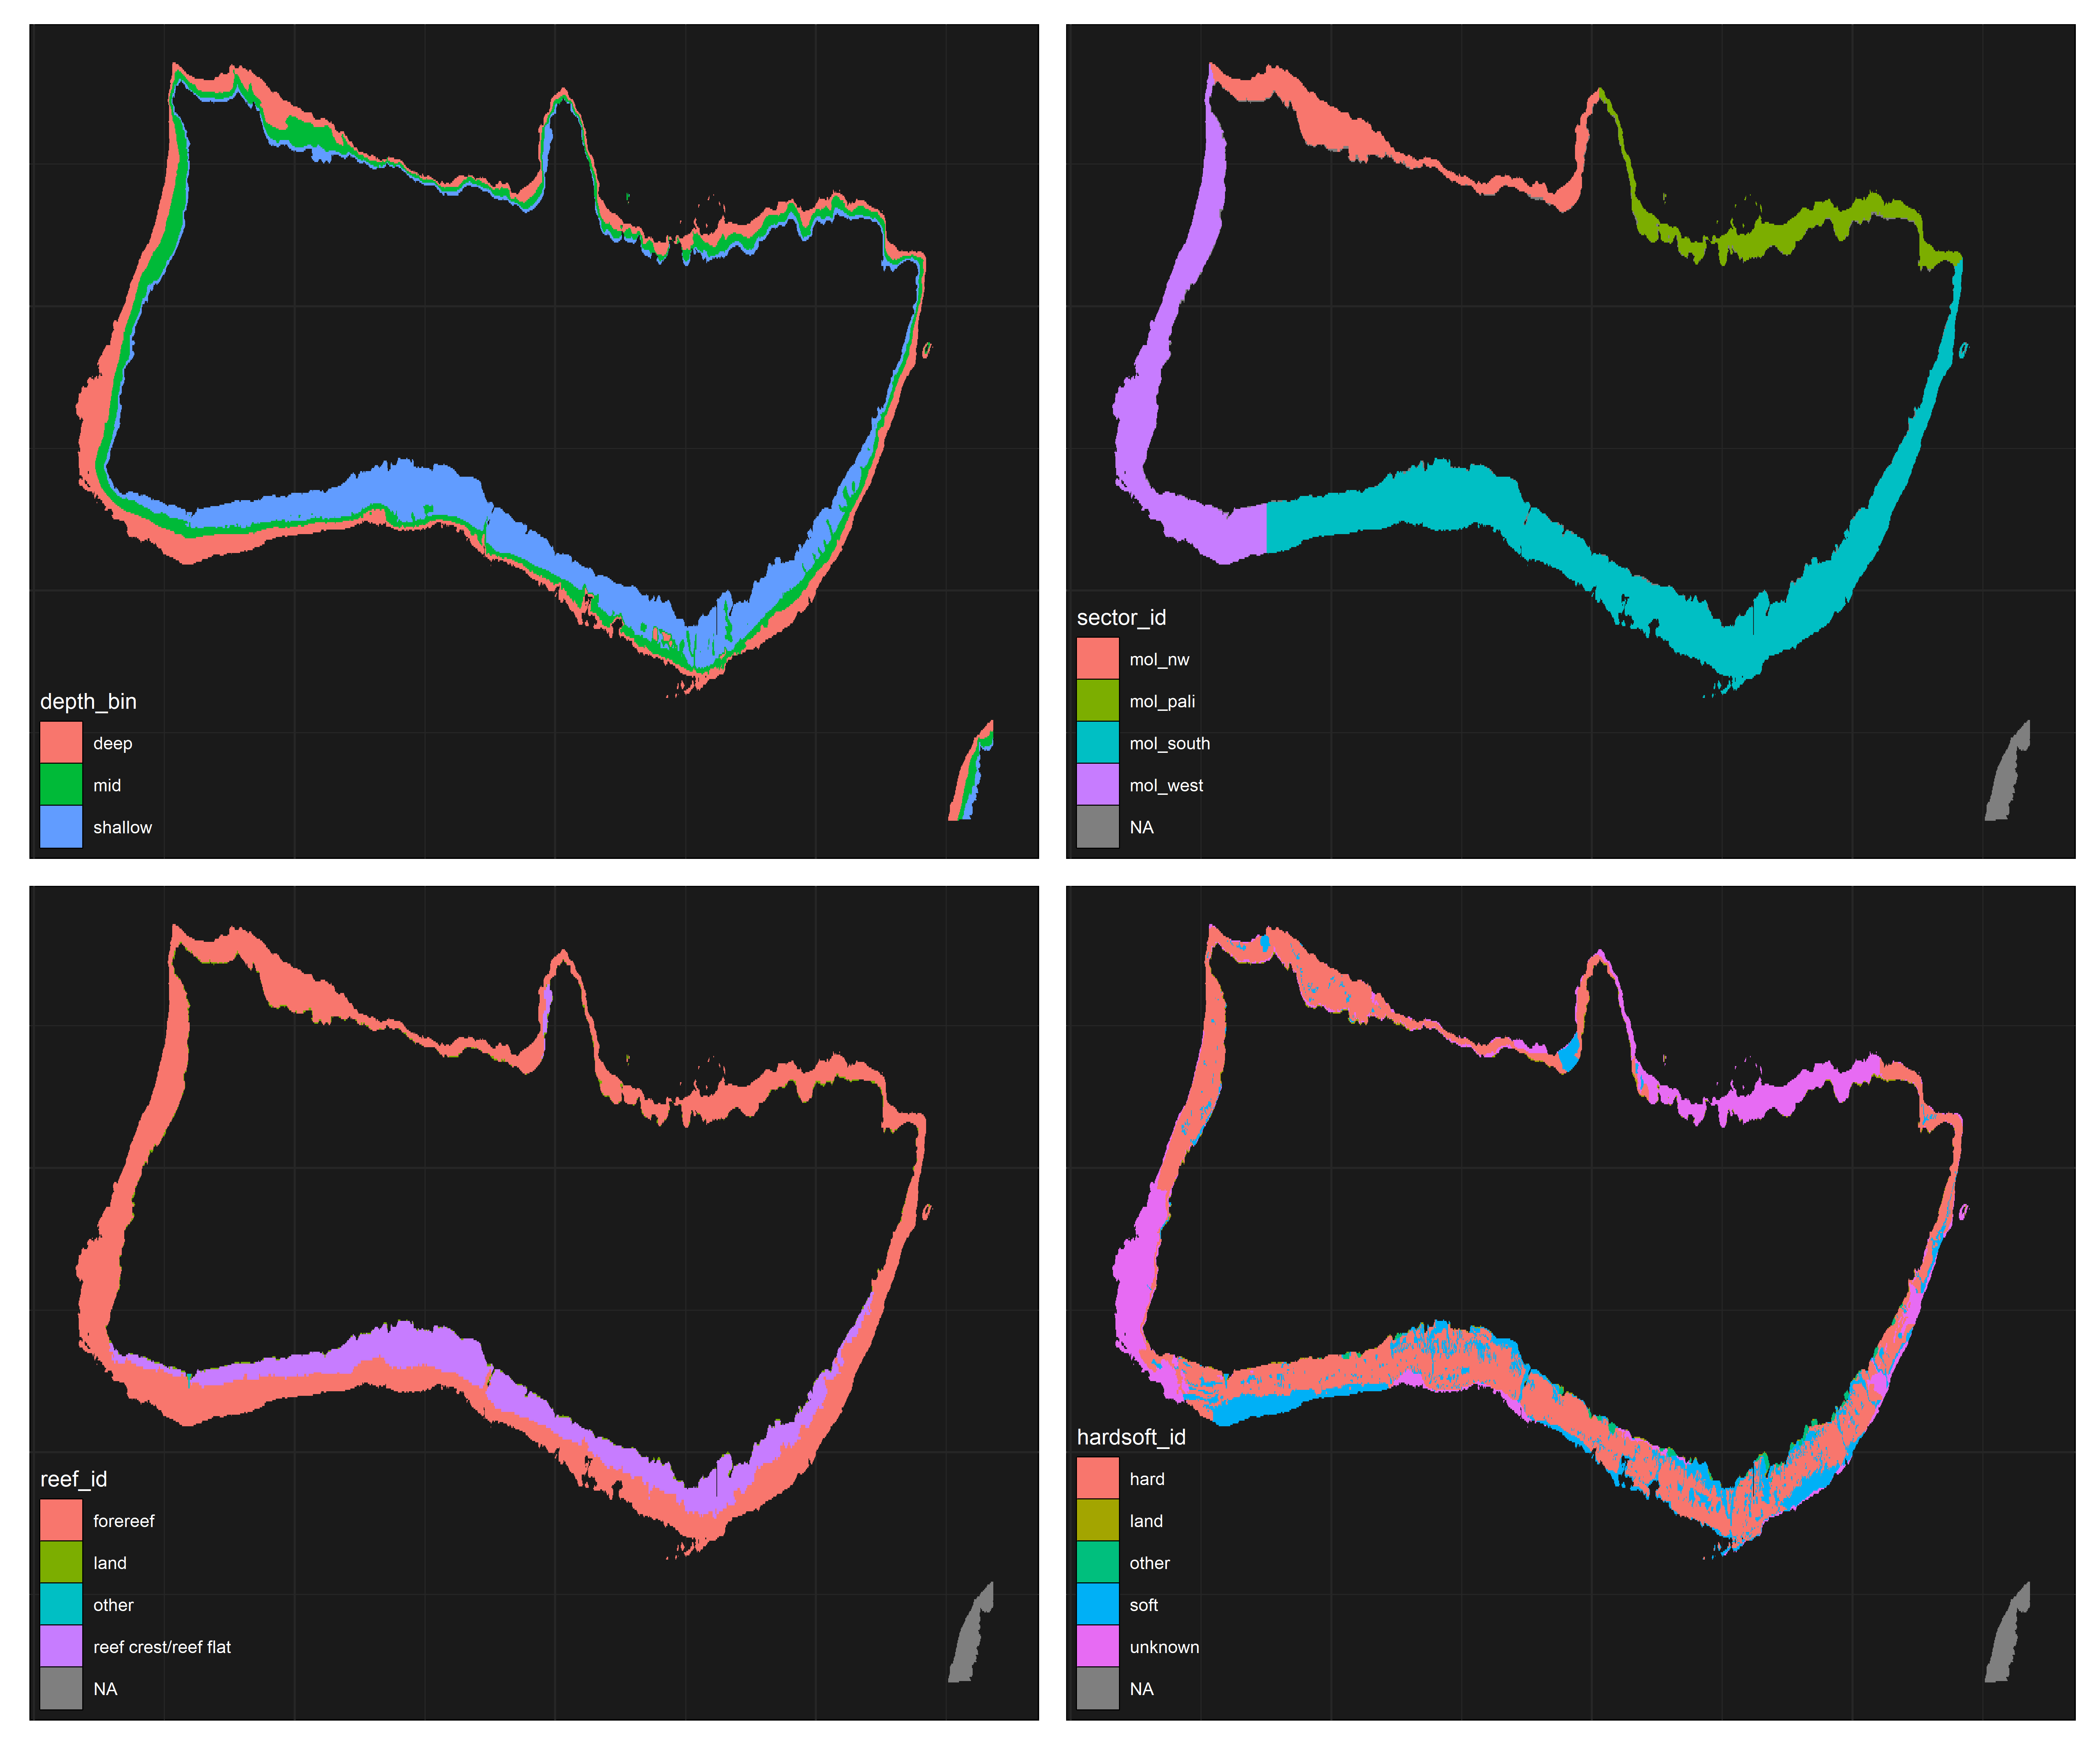 depth_bin
deep
mid
shallow
sector_id
mol_nw
mol_pali
mol_south
mol_west
NA
reef_id
forereef
land
other
reef crest/reef flat
NA
hardsoft_id
hard
land
other
soft
unknown
NA